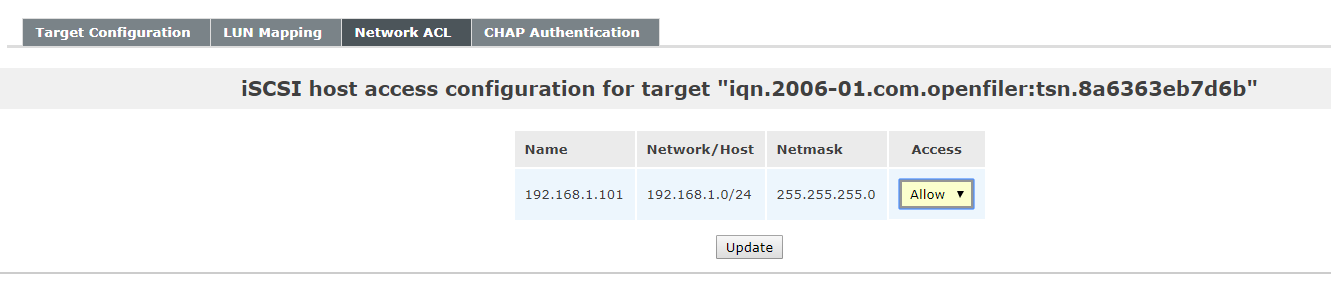 Target Configuration LUN Mapping Network ACL CHAP Authentication
iSCSI host access configuration for target "iqn.2006-01.com.openfiler:tsn.8a6363eb7d6b"
Name Network/Host Netmask Access
192.168.1.101 192.168.1.0/24 255.255.255.0 Allow
Update